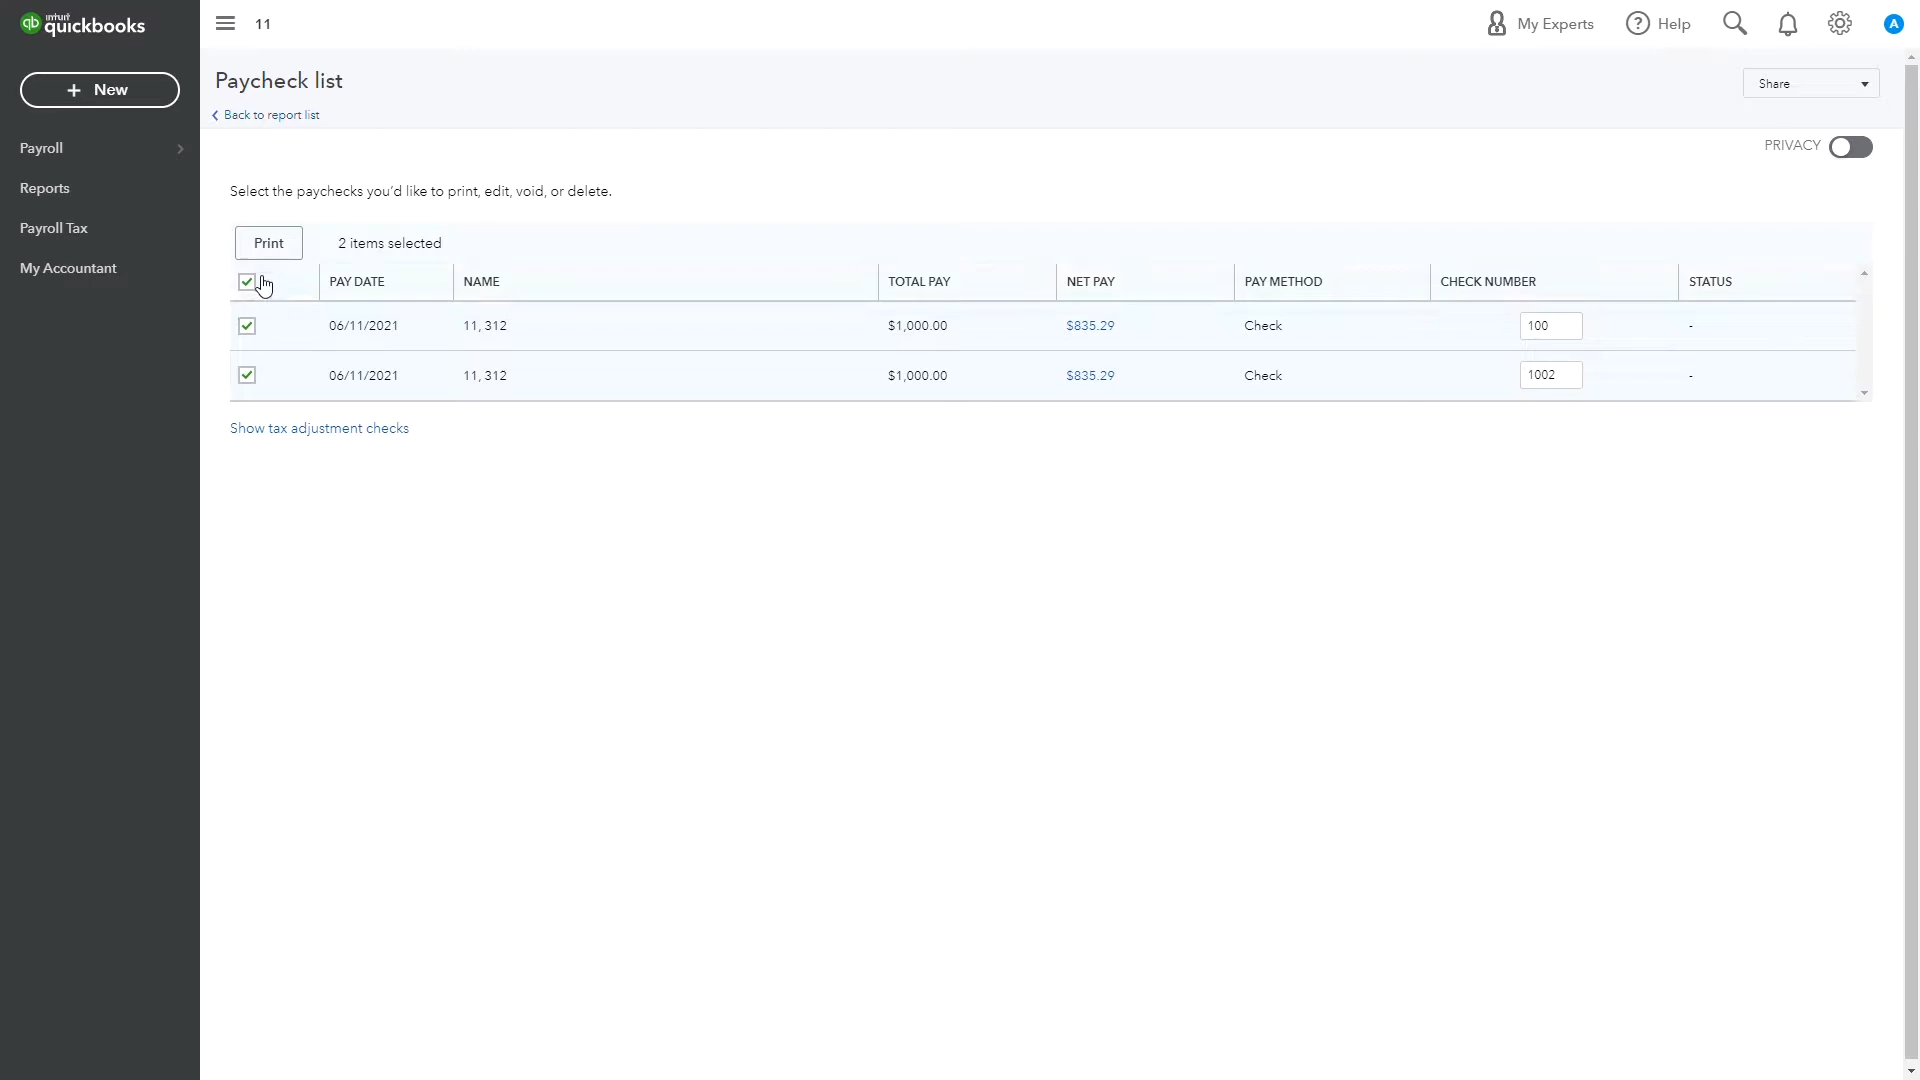 intuit
quickbooks
11
My Experts
? Help
A
+ New
Paycheck list
Share
Back to report list
Payroll
PRIVACY
Reports
Select the paychecks you'd like to print, edit, void, or delete.
Payroll Tax
Print 2 items selected
My Accountant
PAY DATE NAME TOTAL PAY NET PAY PAY METHOD CHECK NUMBER STATUS
06/11/2021 11, 312 $1,000.00 $835.29 Check 100 -
06/11/2021 11, 312 $1,000.00 $835.29 Check 1002 -
Show tax adjustment checks